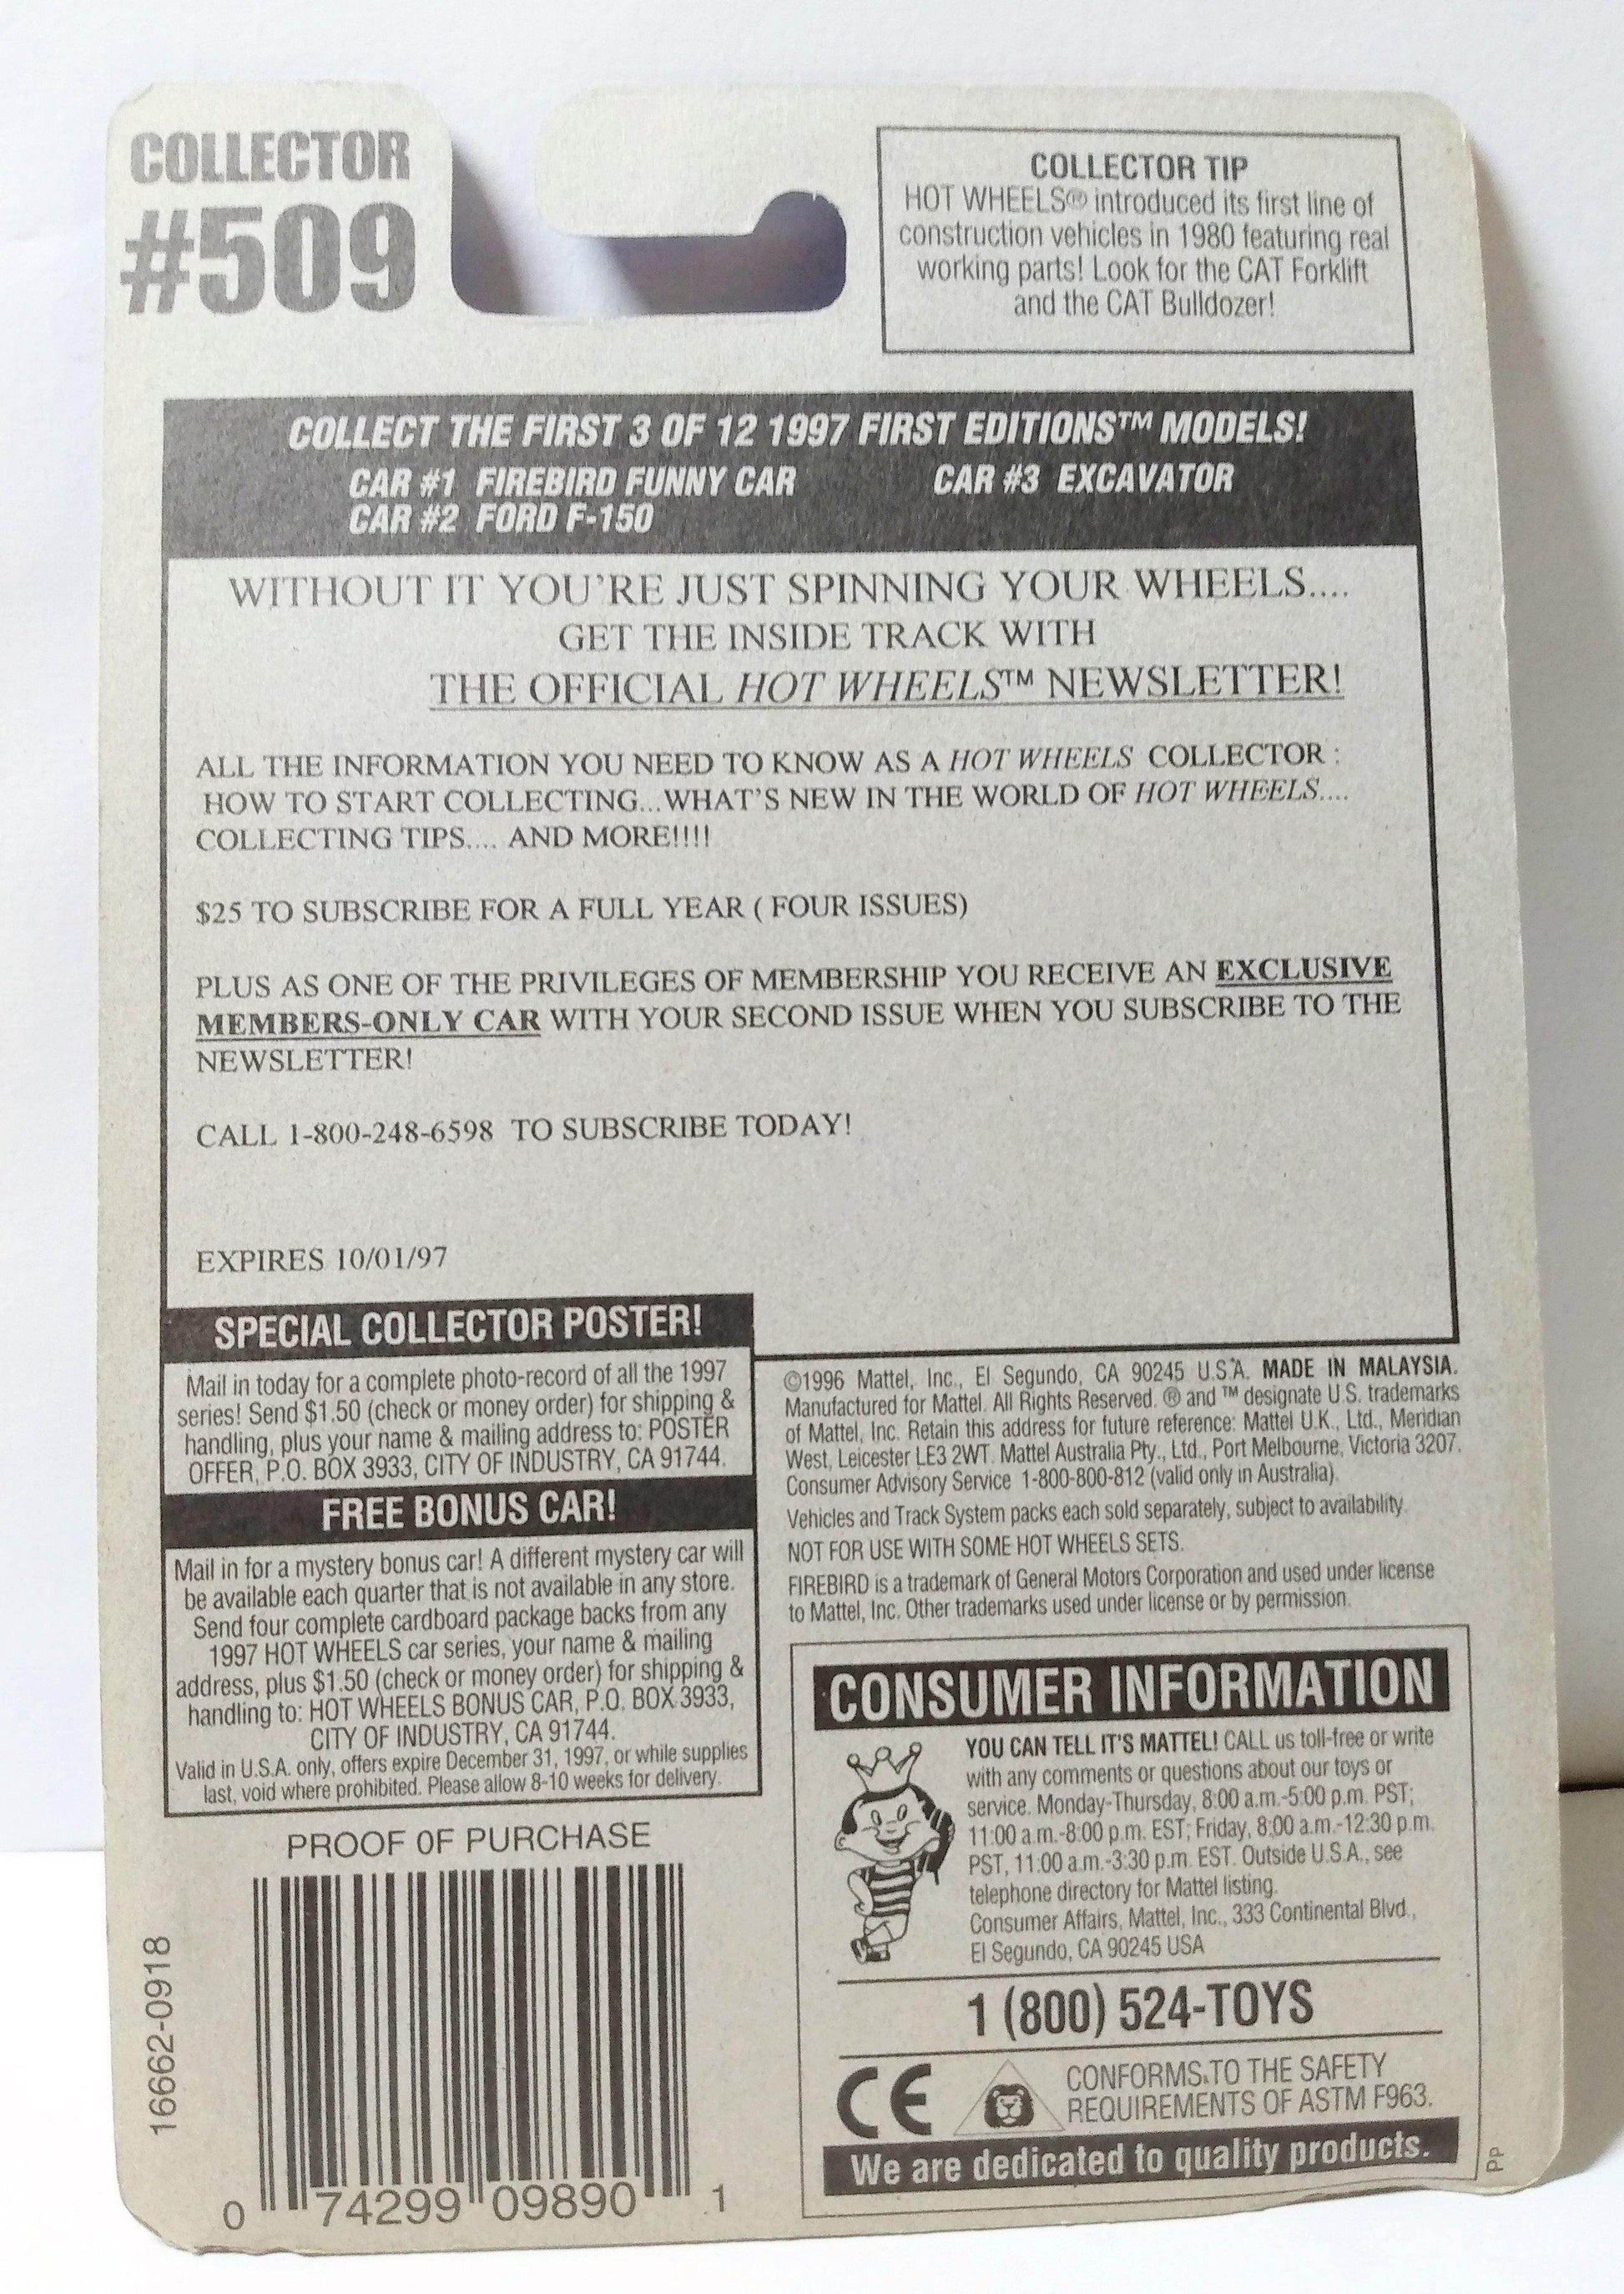 COLLECTOR
#509
COLLECTOR TIP
HOT WHEELS® introduced its first line of
construction vehicles in 1980 featuring real
working parts! Look for the CAT Forklift
and the CAT Bulldozer!
COLLECT THE FIRST 3 OF 12 1997 FIRST EDITIONS™ MODELS!
CAR #1 FIREBIRD FUNNY CAR CAR #3 EXCAVATOR
CAR #2 FORD F-150
WITHOUT IT YOU'RE JUST SPINNING YOUR WHEELS....
GET THE INSIDE TRACK WITH
THE OFFICIAL HOT WHEELS™ NEWSLETTER!
ALL THE INFORMATION YOU NEED TO KNOW AS A HOT WHEELS COLLECTOR :
HOW TO START COLLECTING...WHAT'S NEW IN THE WORLD OF HOT WHEELS....
COLLECTING TIPS.... AND MORE!!!!
$25 TO SUBSCRIBE FOR A FULL YEAR ( FOUR ISSUES)
PLUS AS ONE OF THE PRIVILEGES OF MEMBERSHIP YOU RECEIVE AN EXCLUSIVE
MEMBERS-ONLY CAR WITH YOUR SECOND ISSUE WHEN YOU SUBSCRIBE TO THE
NEWSLETTER!
CALL 1-800-248-6598 TO SUBSCRIBE TODAY!
EXPIRES 10/01/97
SPECIAL COLLECTOR POSTER!
Mail in today for a complete photo-record of all the 1997
series! Send $1.50 (check or money order) for shipping &
handling, plus your name & mailing address to: POSTER
OFFER, P.O. BOX 3933, CITY OF INDUSTRY, CA 91744.
FREE BONUS CAR!
Mail in for a mystery bonus car! A different mystery car will
be available each quarter that is not available in any store.
Send four complete cardboard package backs from any
1997 HOT WHEELS car series, your name & mailing
address, plus $1.50 (check or money order) for shipping &
handling to: HOT WHEELS BONUS CAR, P.O. BOX 3933,
CITY OF INDUSTRY, CA 91744.
Valid in U.S.A. only, offers expire December 31, 1997, or while supplies
last, void where prohibited. Please allow 8-10 weeks for delivery.
©1996 Mattel, Inc., El Segundo, CA 90245 U.S.A. MADE IN MALAYSIA.
Manufactured for Mattel. All Rights Reserved. ® and ™ designate U.S. trademarks
of Mattel, Inc. Retain this address for future reference: Mattel U.K., Ltd., Meridian
West, Leicester LE3 2WT. Mattel Australia Pty., Ltd., Port Melbourne, Victoria 3207.
Consumer Advisory Service 1-800-800-812 (valid only in Australia).
Vehicles and Track System packs each sold separately, subject to availability.
NOT FOR USE WITH SOME HOT WHEELS SETS.
FIREBIRD is a trademark of General Motors Corporation and used under license
to Mattel, Inc. Other trademarks used under license or by permission.
CONSUMER INFORMATION
YOU CAN TELL IT'S MATTEL! CALL us toll-free or write
with any comments or questions about our toys or
service. Monday-Thursday, 8:00 a.m.-5:00 p.m. PST;
11:00 a.m.-8:00 p.m. EST; Friday, 8:00 a.m.-12:30 p.m.
PST, 11:00 a.m.-3:30 p.m. EST. Outside U.S.A., see
telephone directory for Mattel listing.
Consumer Affairs, Mattel, Inc., 333 Continental Blvd.,
El Segundo, CA 90245 USA
1 (800) 524-TOYS
CE
CONFORMS TO THE SAFETY
REQUIREMENTS OF ASTM F963.
We are dedicated to quality products.
PP
PROOF OF PURCHASE
16662-0918
0 74299 09890 1